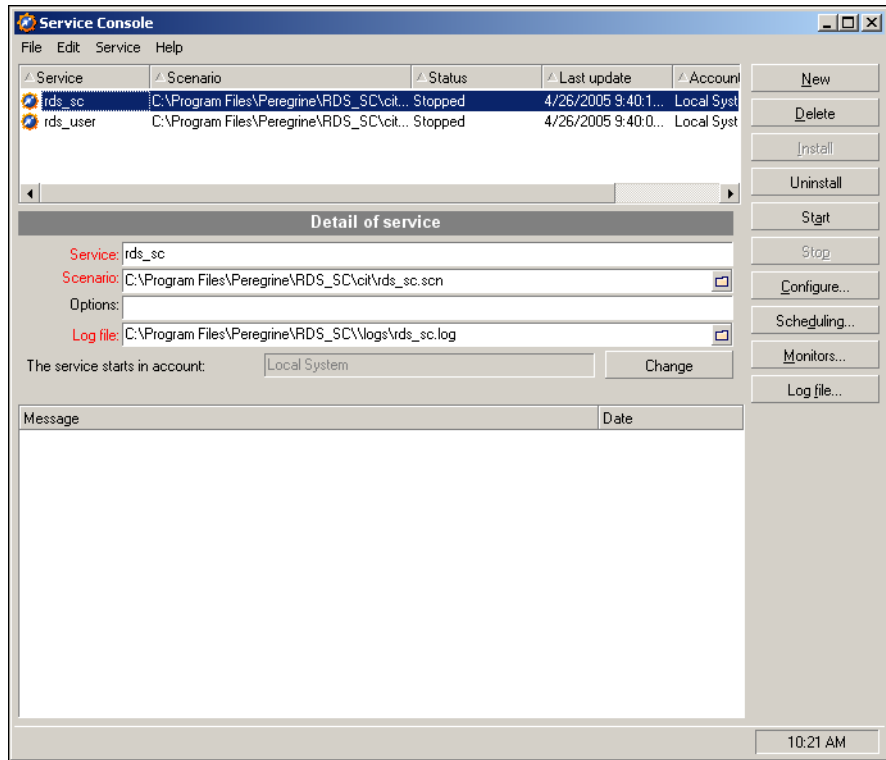 Service Console
File Edit Service Help
Service Scenario Status Last update Account
rds_sc C:\Program Files\Peregrine\RDS_SC\cit... Stopped 4/26/2005 9:40:1... Local Syst
rds_user C:\Program Files\Peregrine\RDS_SC\cit... Stopped 4/26/2005 9:40:0... Local Syst
New
Delete
Install
Uninstall
Start
Stop
Configure...
Scheduling...
Monitors...
Log file...
Detail of service
Service: rds_sc
Scenario: C:\Program Files\Peregrine\RDS_SC\cit\rds_sc.scn
Options:
Log file: C:\Program Files\Peregrine\RDS_SC\\logs\rds_sc.log
The service starts in account: Local System Change
Message Date
10:21 AM